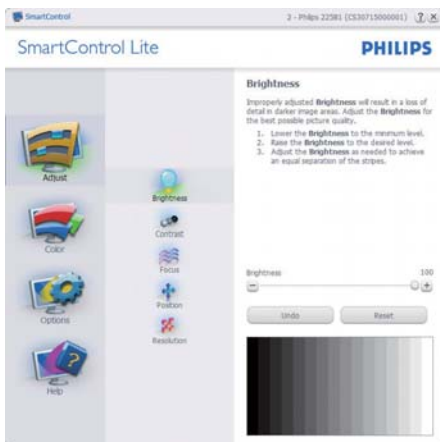 SmartControl
2 - Philips 225B1 (CS30715000001)
SmartControl Lite
PHILIPS
Adjust
Color
Options
Help
Brightness
Contrast
Focus
Position
Resolution
Brightness
Improperly adjusted Brightness will result in a loss of
detail in darker image areas. Adjust the Brightness for
the best possible picture quality.
1. Lower the Brightness to the minimum level.
2. Raise the Brightness to the desired level.
3. Adjust the Brightness as needed to achieve
an equal separation of the stripes.
Brightness 100
Undo Reset